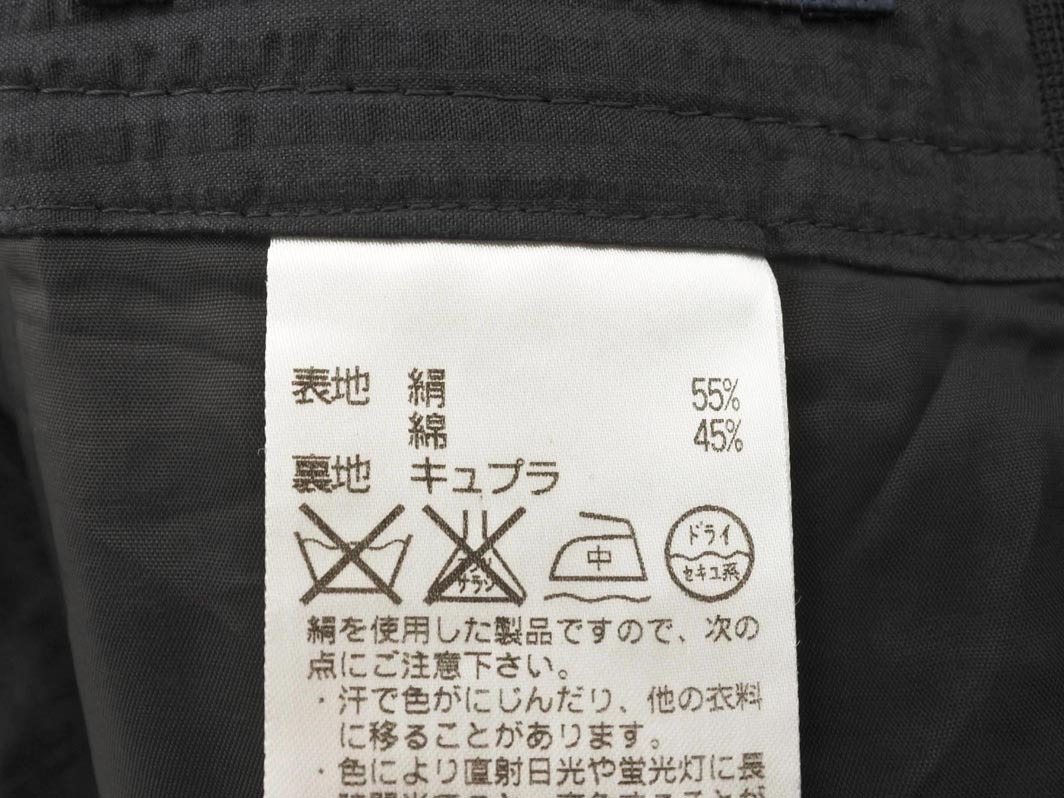 表地 絹 55%
綿 45%
裏地 キュプラ
サラシ
中
ドライ
セキユ系
絹を使用した製品ですので、次の
点にご注意下さい。
・汗で色がにじんだり、他の衣料
に移ることがあります。
・色により直射日光や蛍光灯に長